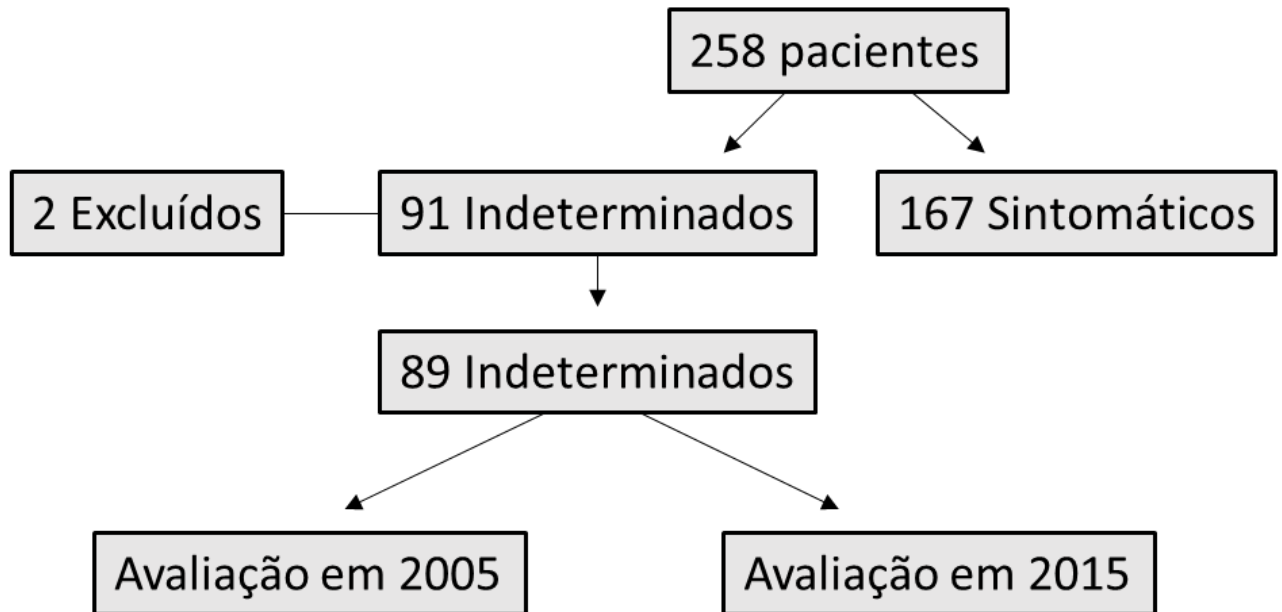 258 pacientes
2 Excluídos
91 Indeterminados
167 Sintomáticos
89 Indeterminados
Avaliação em 2005
Avaliação em 2015